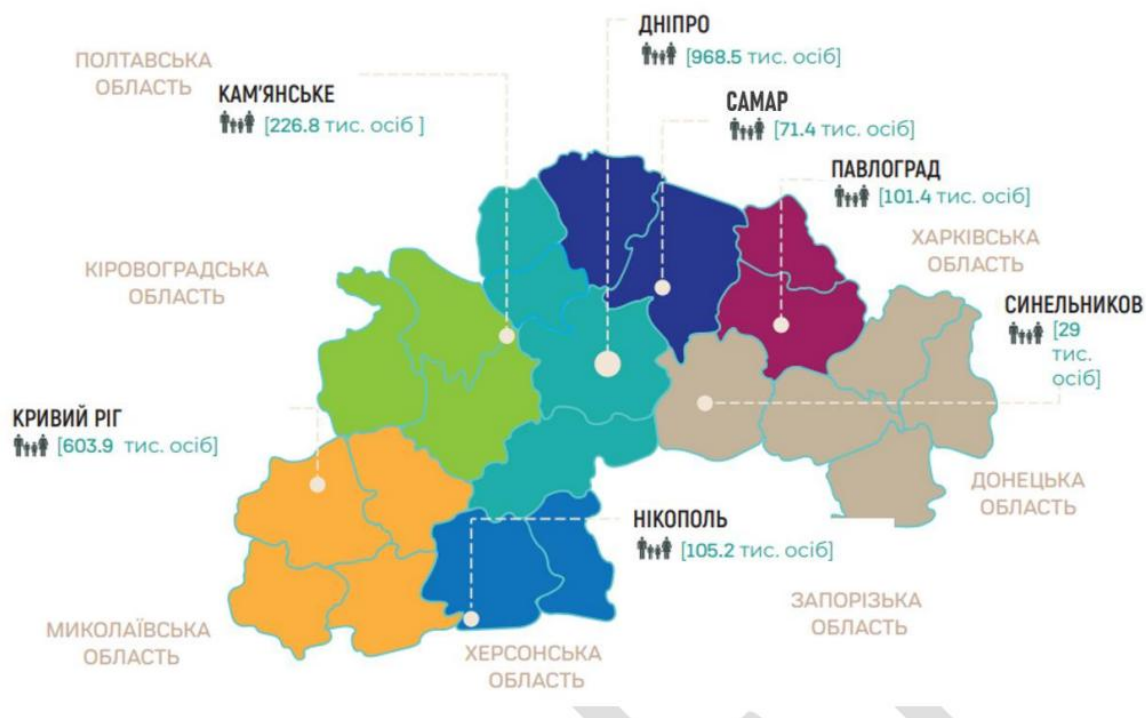 ДНІПРО
[968.5 тис. осіб]
ПОЛТАВСЬКА
ОБЛАСТЬ
КАМ'ЯНСЬКЕ
[226.8 тис. осіб ]
САМАР
[71.4 тис. осіб]
ПАВЛОГРАД
[101.4 тис. осіб]
ХАРКІВСЬКА
ОБЛАСТЬ
КІРОВОГРАДСЬКА
ОБЛАСТЬ
СИНЕЛЬНИКОВ
[29
тис.
осіб]
КРИВИЙ РІГ
[603.9 тис. осіб]
ДОНЕЦЬКА
ОБЛАСТЬ
НІКОПОЛЬ
[105.2 тис. осіб]
ЗАПОРІЗЬКА
ОБЛАСТЬ
МИКОЛАЇВСЬКА
ОБЛАСТЬ
ХЕРСОНСЬКА
ОБЛАСТЬ